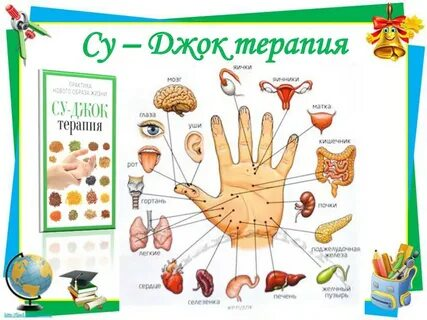 Су – Джок терапия
ПРАКТИКА
НОВОГО ОБРАЗА ЖИЗНИ
СУ-ДЖОК
терапия
мозг
яички
яичники
матка
глаза
уши
кишечник
рот
гортань
почки
легкие
поджелудочная
железа
сердце
селезенка
желудок
печень
желчный
пузырь